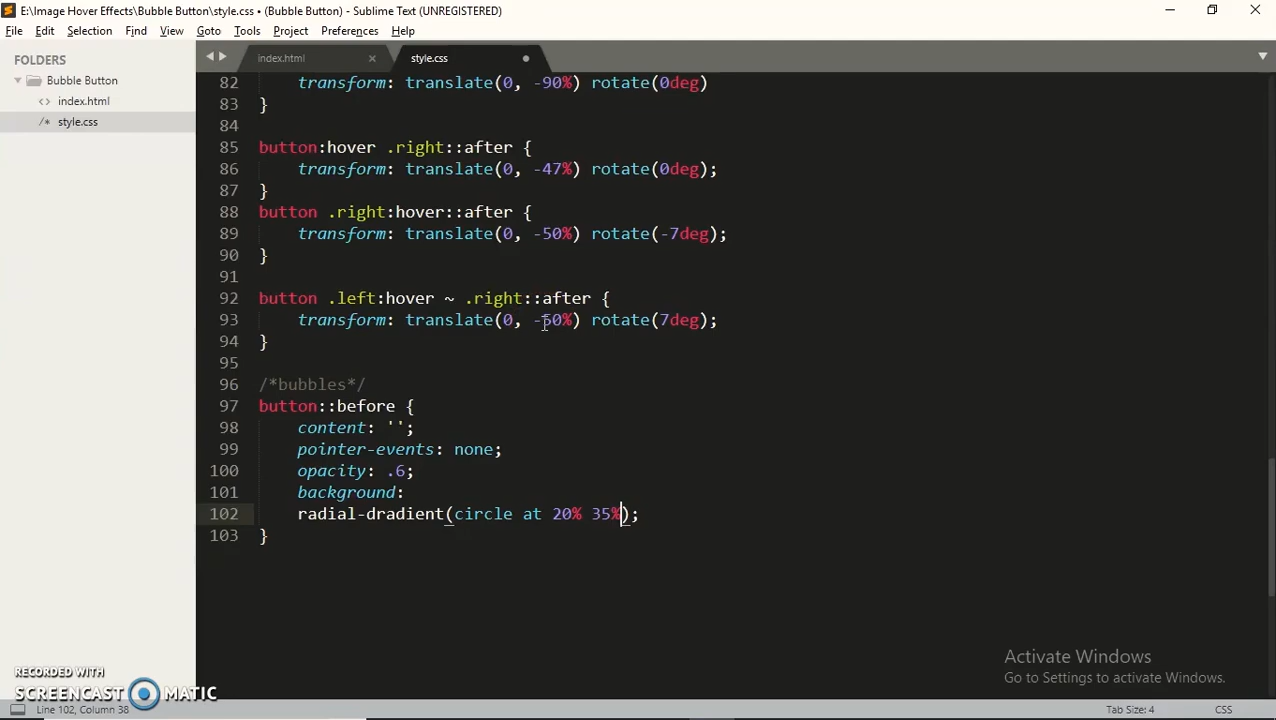 E:\Image Hover Effects\Bubble Button\style.css • (Bubble Button) - Sublime Text (UNREGISTERED)
File Edit Selection Find View Goto Tools Project Preferences Help
FOLDERS
Bubble Button
<> index.html
/* style.css
index.html
style.css
82 transform: translate(0, -90%) rotate(0deg)
83 }
84
85 button:hover .right::after {
86 transform: translate(0, -47%) rotate(0deg);
87 }
88 button .right:hover::after {
89 transform: translate(0, -50%) rotate(-7deg);
90 }
91
92 button .left:hover ~ .right::after {
93 transform: translate(0, -50%) rotate(7deg);
94 }
95
96 /*bubbles*/
97 button::before {
98 content: '';
99 pointer-events: none;
100 opacity: .6;
101 background:
102 radial-dradient(circle at 20% 35%);
103 }
Activate Windows
Go to Settings to activate Windows.
RECORDED WITH
SCREENCAST MATIC
Line 102, Column 38
Tab Size: 4
CSS